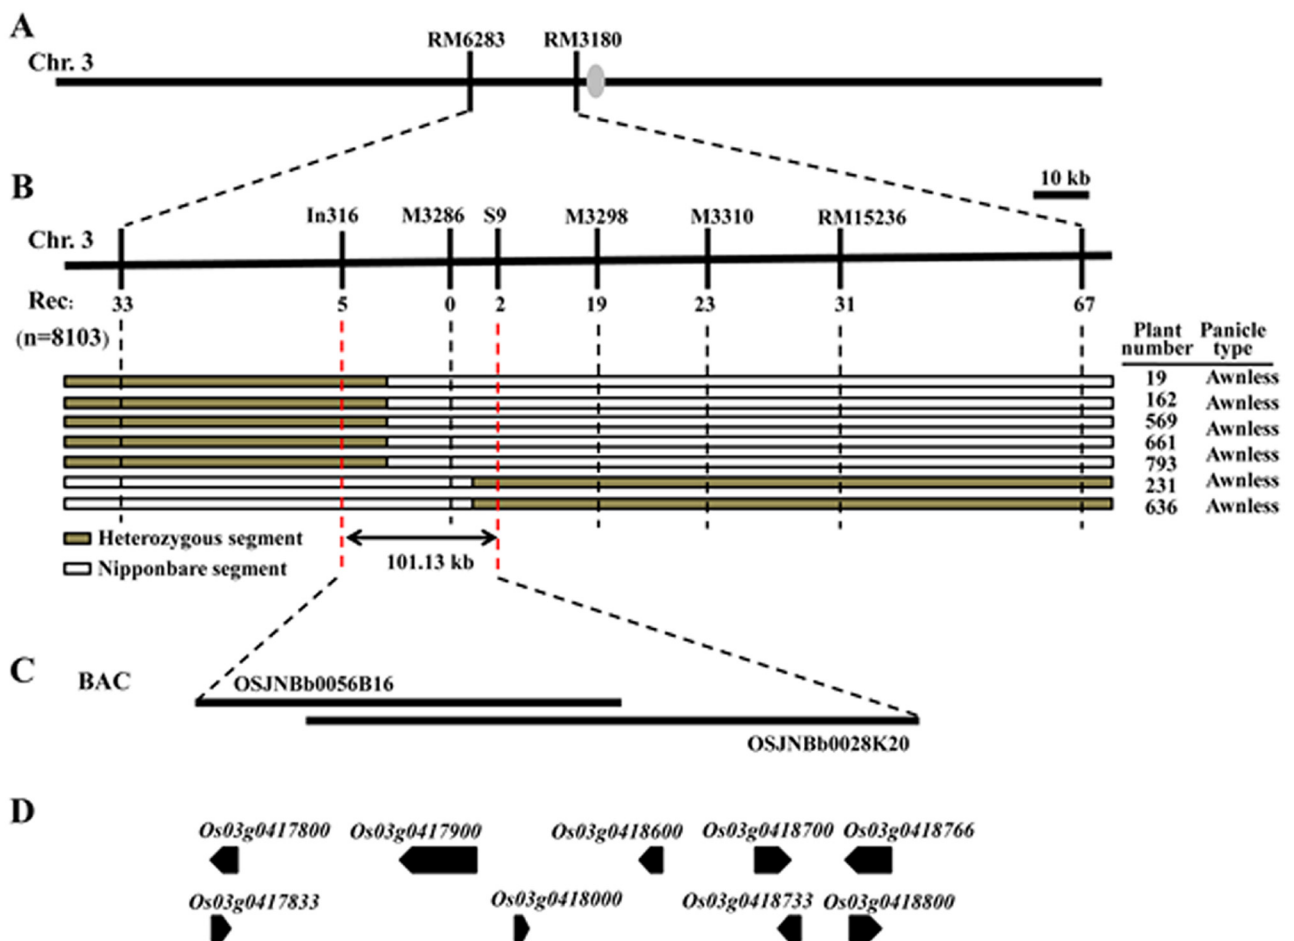 A
RM6283 RM3180
Chr. 3
B
10 kb
In316 M3286 S9 M3298 M3310 RM15236
Chr. 3
Rec: 33 5 0 2 19 23 31 67
(n=8103)
Plant number Panicle type
19 Awnless
162 Awnless
569 Awnless
661 Awnless
793 Awnless
231 Awnless
636 Awnless
Heterozygous segment
101.13 kb
Nipponbare segment
C BAC
OSJNBb0056B16
OSJNBb0028K20
D
Os03g0417800 Os03g0417900 Os03g0418600 Os03g0418700 Os03g0418766
Os03g0417833 Os03g0418000 Os03g0418733 Os03g0418800